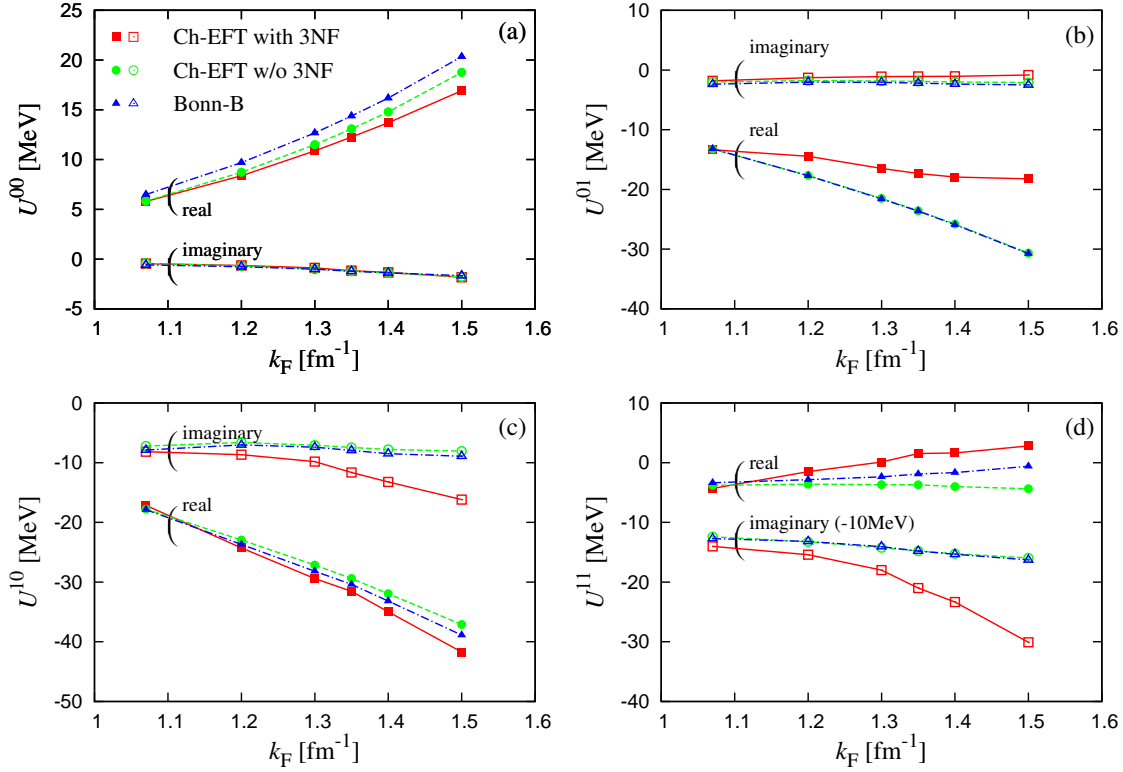 25
20
15
10
5
0
-5
U^00 [MeV]
(a)
Ch-EFT with 3NF
Ch-EFT w/o 3NF
Bonn-B
real
imaginary
1 1.1 1.2 1.3 1.4 1.5 1.6
k_F [fm^-1]
10
0
-10
-20
-30
-40
U^01 [MeV]
(b)
imaginary
real
1 1.1 1.2 1.3 1.4 1.5 1.6
k_F [fm^-1]
0
-10
-20
-30
-40
-50
U^10 [MeV]
(c)
imaginary
real
1 1.1 1.2 1.3 1.4 1.5 1.6
k_F [fm^-1]
10
0
-10
-20
-30
-40
U^11 [MeV]
(d)
real
imaginary (-10MeV)
1 1.1 1.2 1.3 1.4 1.5 1.6
k_F [fm^-1]